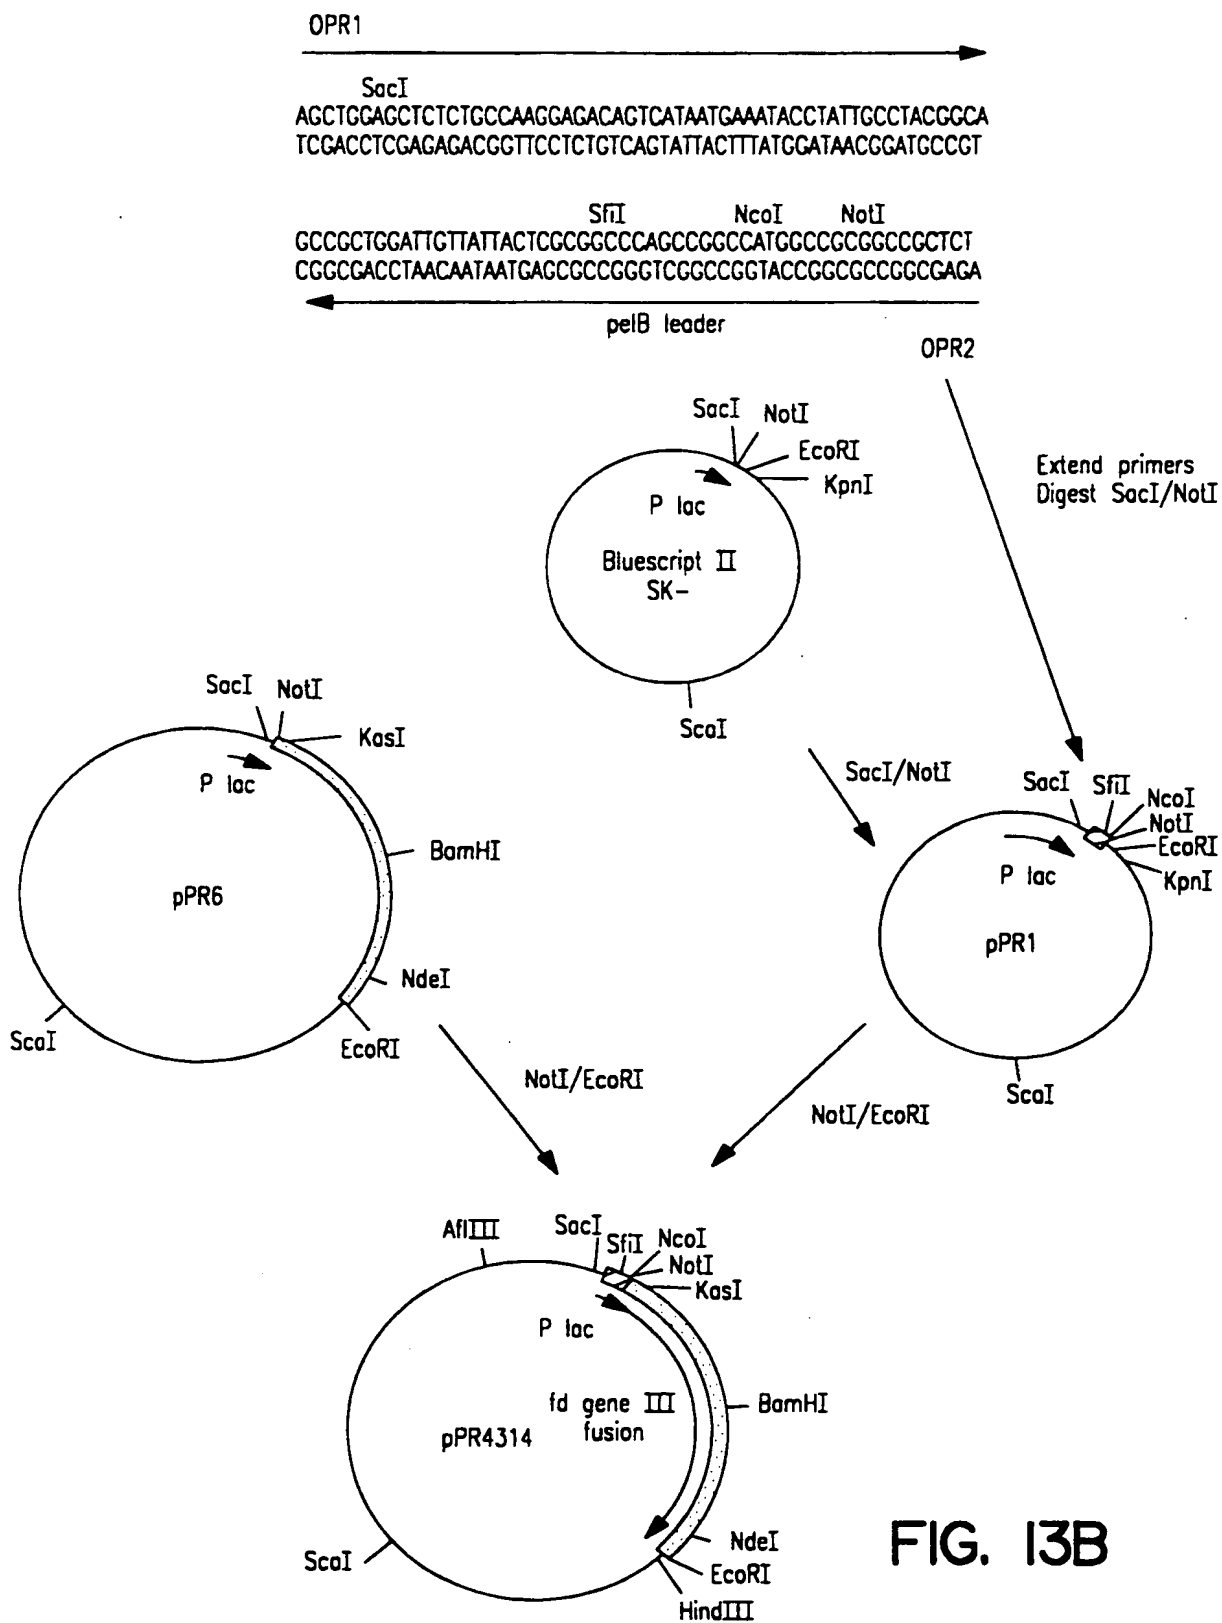 OPR1
SacI
AGCTGGAGCTCTCTGCCAAGGAGACAGTCATAATGAAATACCTATTGCCTACGGCA
TCGACCTCGAGAGACGGTTCCTCTGTCAGTATTACTTTATGGATAACGGATGCCGT
SfiI NcoI NotI
GCCGCTGGATTGTTATTACTCGCGGCCCAGCCGGCCATGGCCGCGGCCGCTCT
CGGCGACCTAACAATAATGAGCGCCGGGTCGGCCGGTACCGGCGCCGGCGAGA
pelB leader
OPR2
SacI
NotI
EcoRI
KpnI
P lac
Bluescript II
SK-
ScaI
Extend primers
Digest SacI/NotI
SacI/NotI
SacI
NotI
KasI
P lac
BamHI
pPR6
NdeI
ScaI
EcoRI
SacI
SfiI
NcoI
NotI
EcoRI
KpnI
P lac
pPR1
ScaI
NotI/EcoRI
NotI/EcoRI
AflIII
SacI
SfiI
NcoI
NotI
KasI
P lac
fd gene III
fusion
BamHI
pPR4314
ScaI
NdeI
EcoRI
HindIII
FIG. 13B